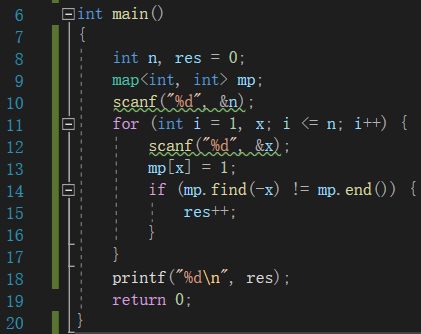 6 int main()
7 {
8 int n, res = 0;
9 map<int, int> mp;
10 scanf("%d", &n);
11 for (int i = 1, x; i <= n; i++) {
12 scanf("%d", &x);
13 mp[x] = 1;
14 if (mp.find(-x) != mp.end()) {
15 res++;
16 }
17 }
18 printf("%d\n", res);
19 return 0;
20 }